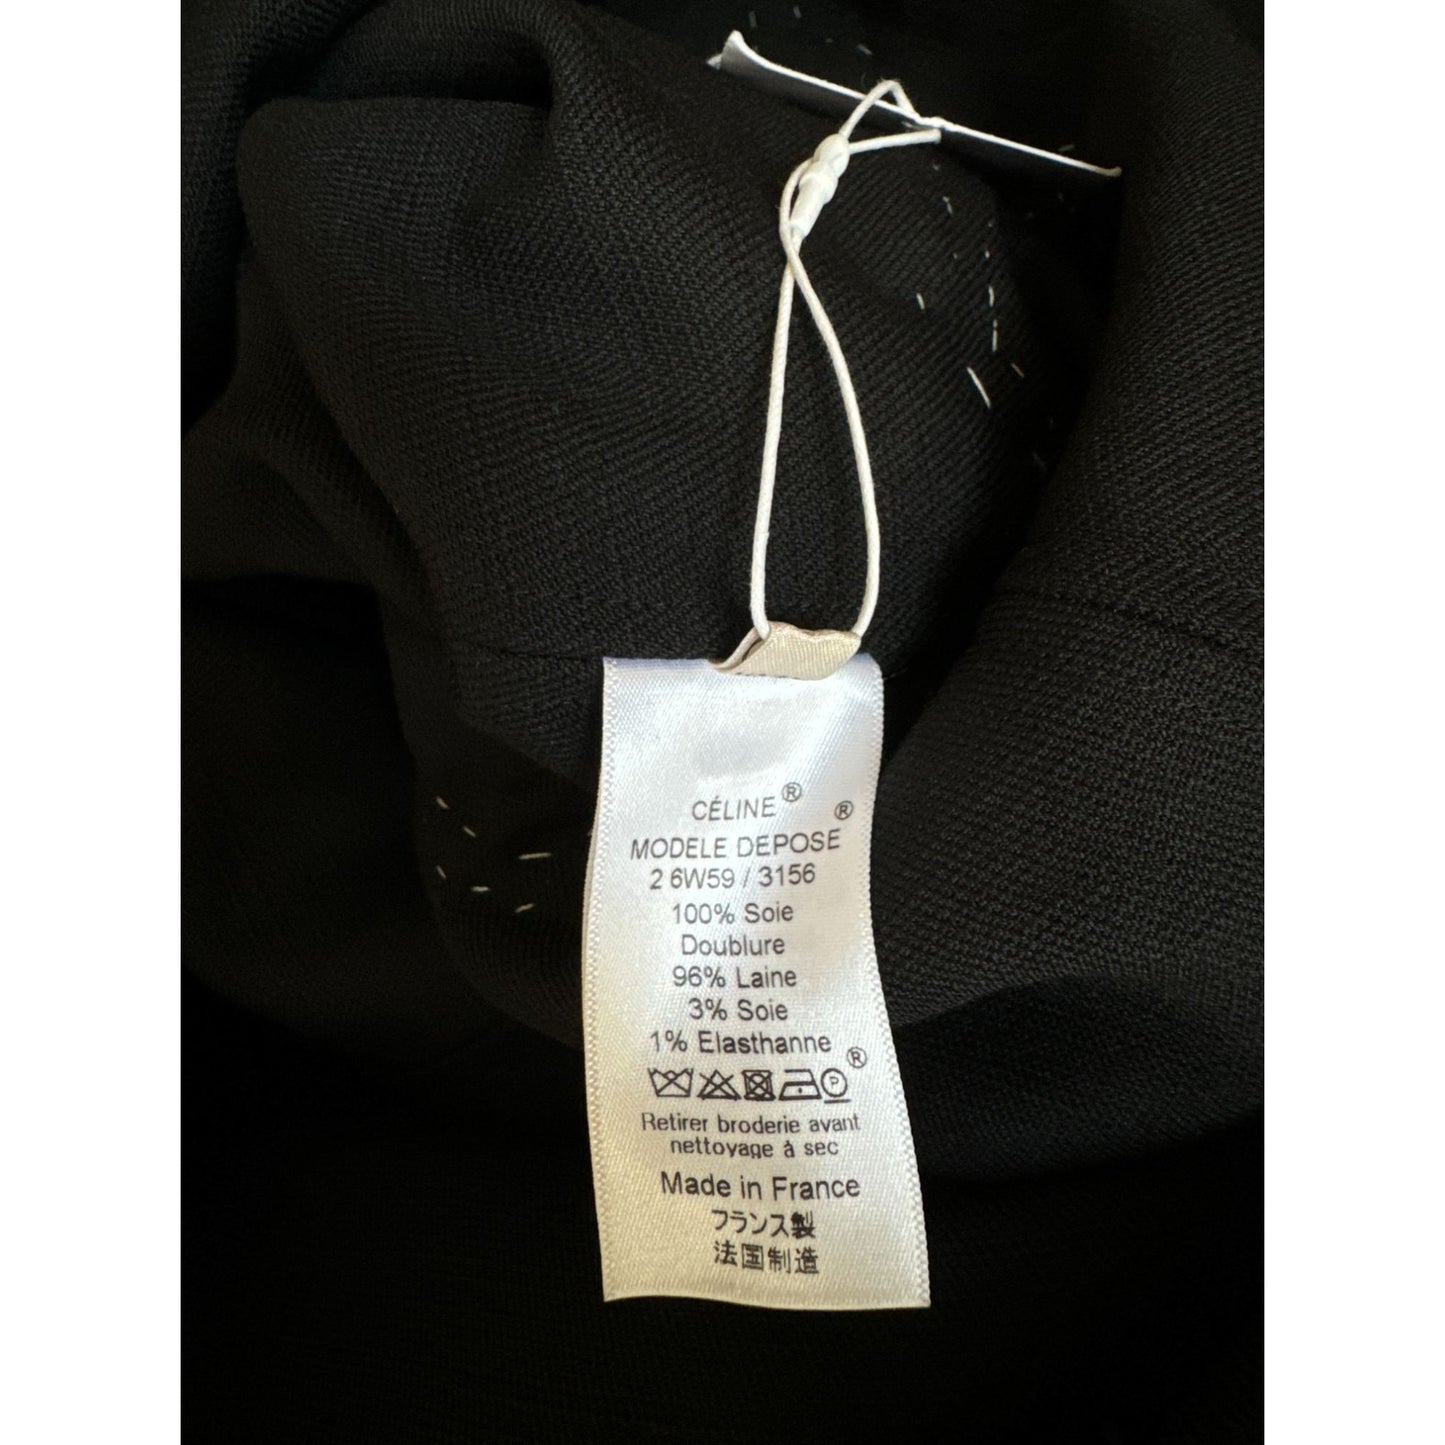 CÉLINE®
MODELE DEPOSE®
2 6W59 / 3156
100% Soie
Doublure
96% Laine
3% Soie
1% Elasthanne
®
P
Retirer broderie avant
nettoyage à sec
Made in France
フランス製
法国制造